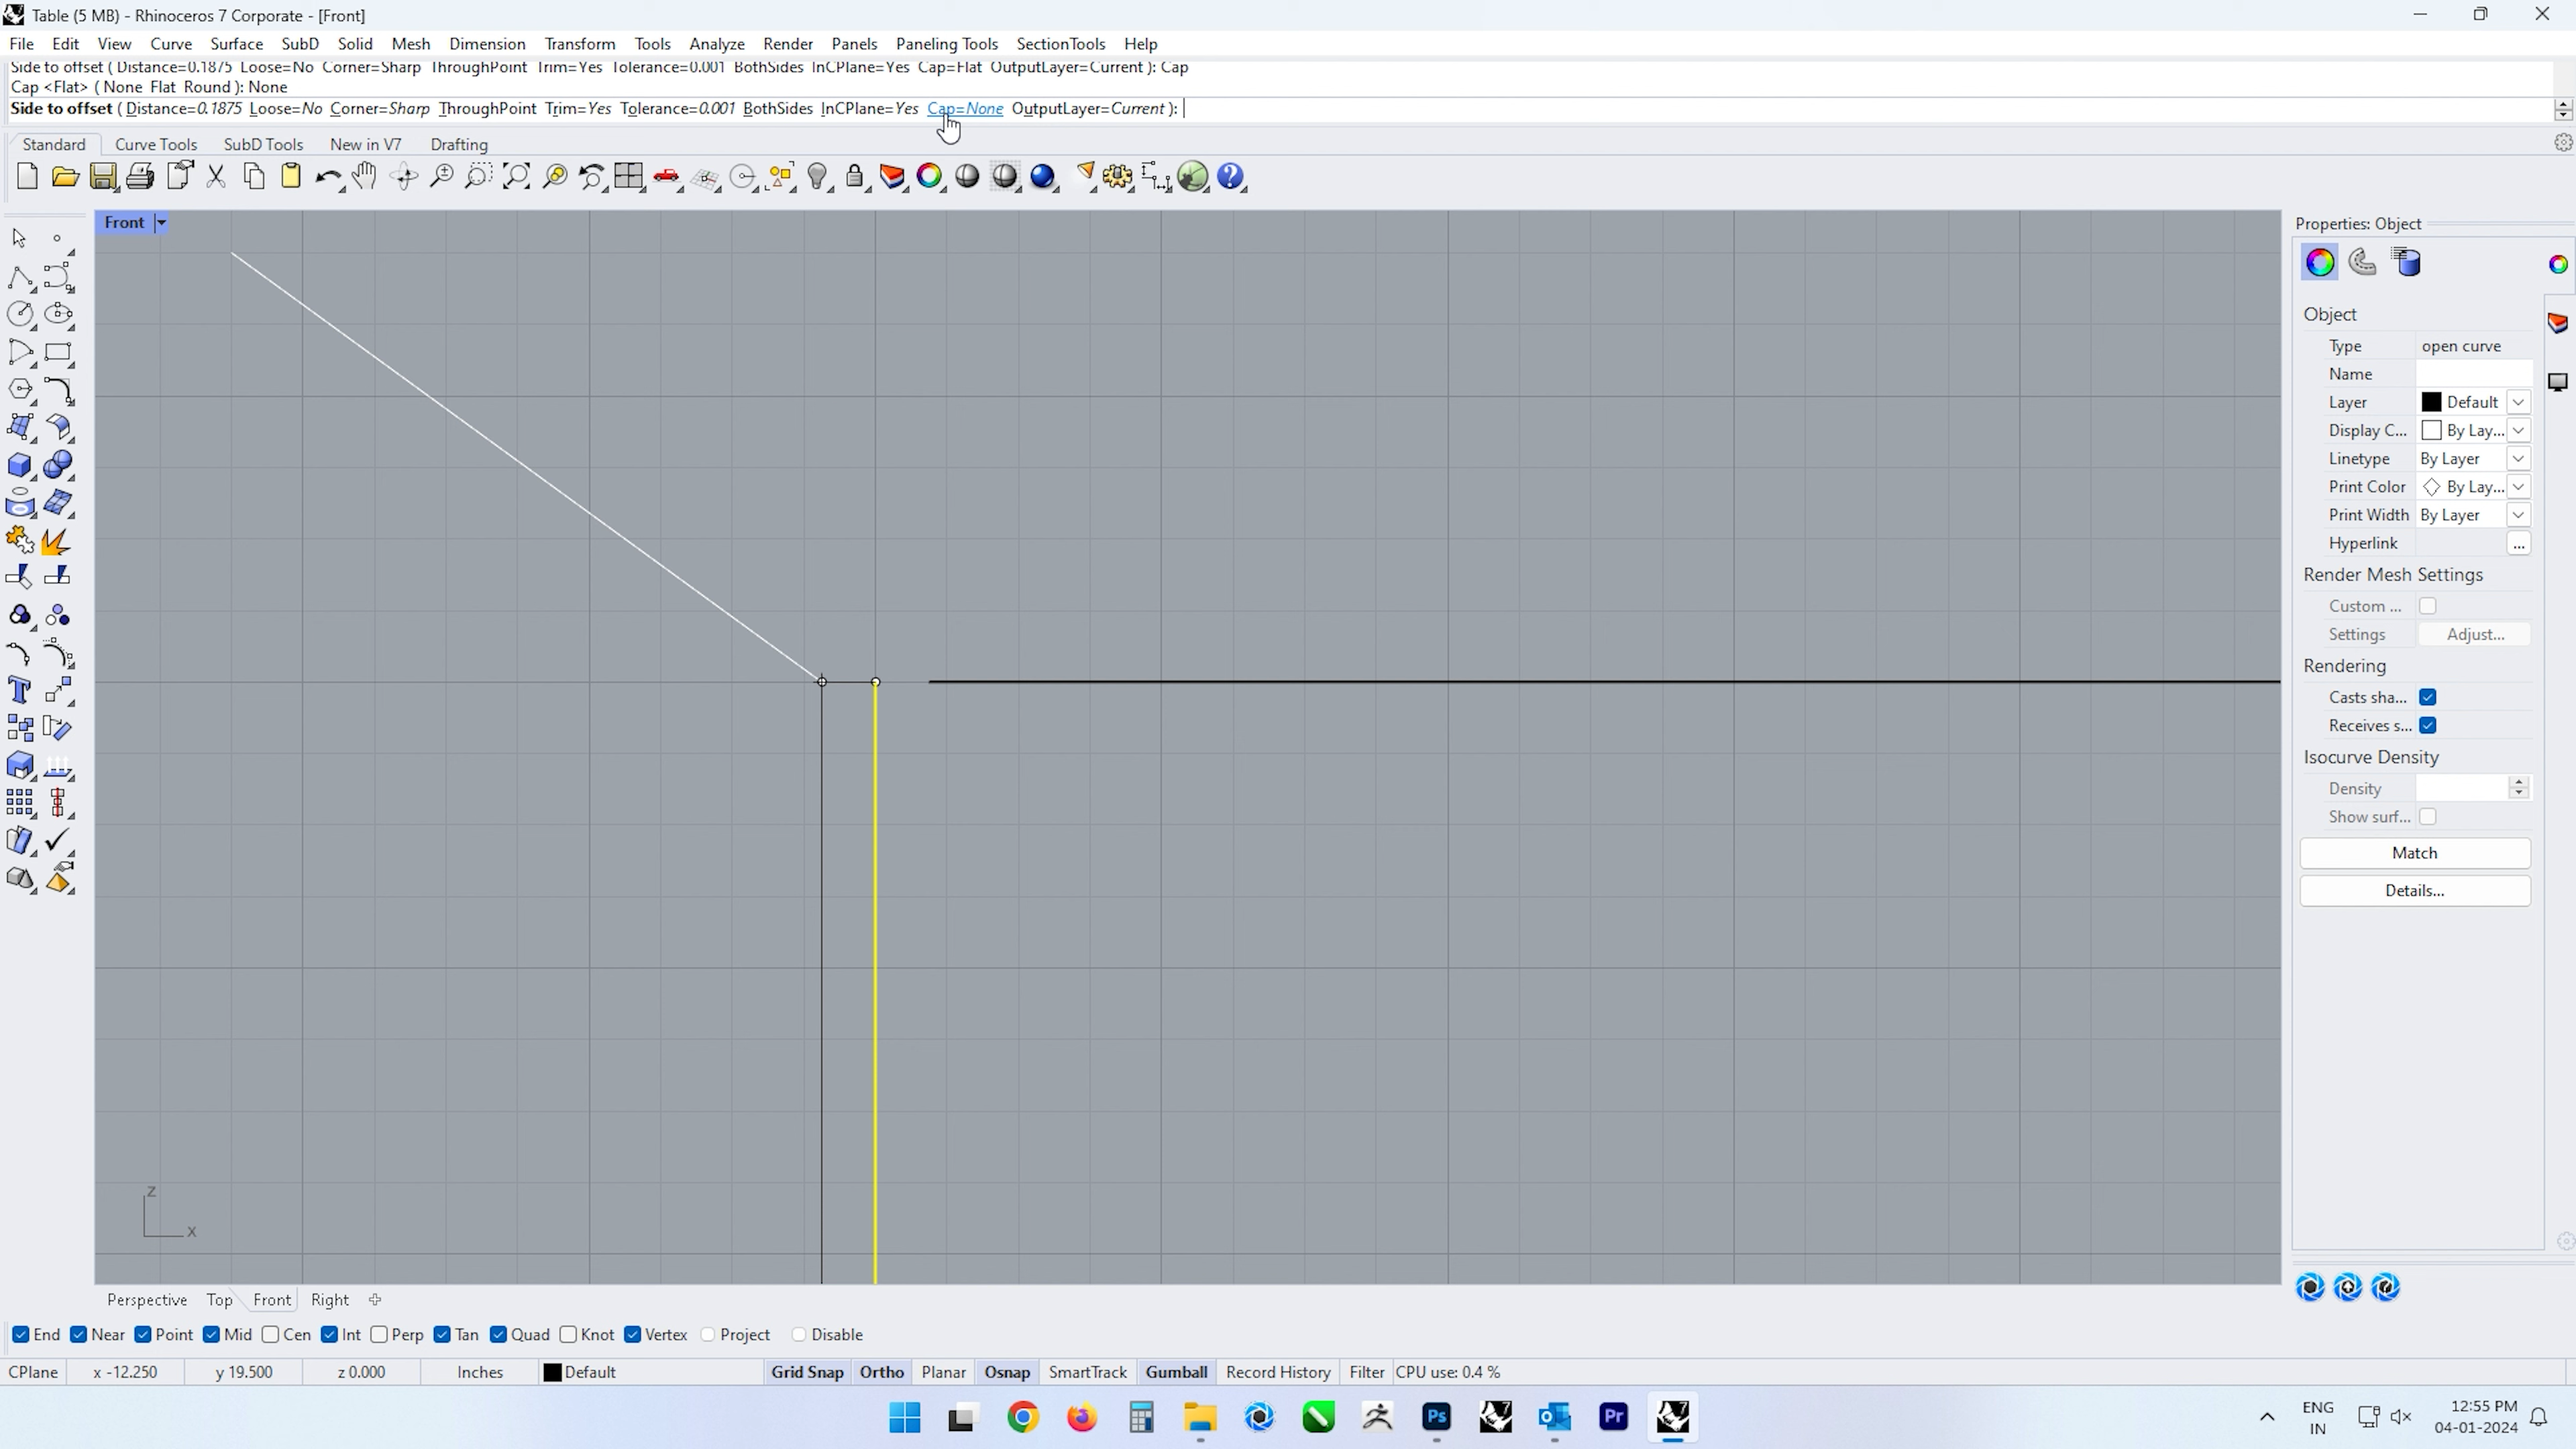 Table (5 MB) - Rhinoceros 7 Corporate - [Front]
File Edit View Curve Surface SubD Solid Mesh Dimension Transform Tools Analyze Render Panels Paneling Tools SectionTools Help
Side to offset ( Distance=0.1875 Loose=No Corner=Sharp ThroughPoint Trim=Yes Tolerance=0.001 BothSides InCPlane=Yes Cap=Flat OutputLayer=Current ): Cap
Cap <Flat> ( None Flat Round ): None
Side to offset ( Distance=0.1875 Loose=No Corner=Sharp ThroughPoint Trim=Yes Tolerance=0.001 BothSides InCPlane=Yes Cap=None OutputLayer=Current ):
Standard Curve Tools SubD Tools New in V7 Drafting
Front
Properties: Object
Object
Type open curve
Name
Layer Default
Display C... By Lay...
Linetype By Layer
Print Color By Lay...
Print Width By Layer
Hyperlink ...
Render Mesh Settings
Custom ...
Settings Adjust...
Rendering
Casts sha...
Receives s...
Isocurve Density
Density
Show surf...
Match
Details...
z
x
Perspective Top Front Right
End Near Point Mid Cen Int Perp Tan Quad Knot Vertex Project Disable
CPlane x -12.250 y 19.500 z 0.000 Inches Default Grid Snap Ortho Planar Osnap SmartTrack Gumball Record History Filter CPU use: 0.4 %
Ps Pr
ENG
IN
12:55 PM
04-01-2024